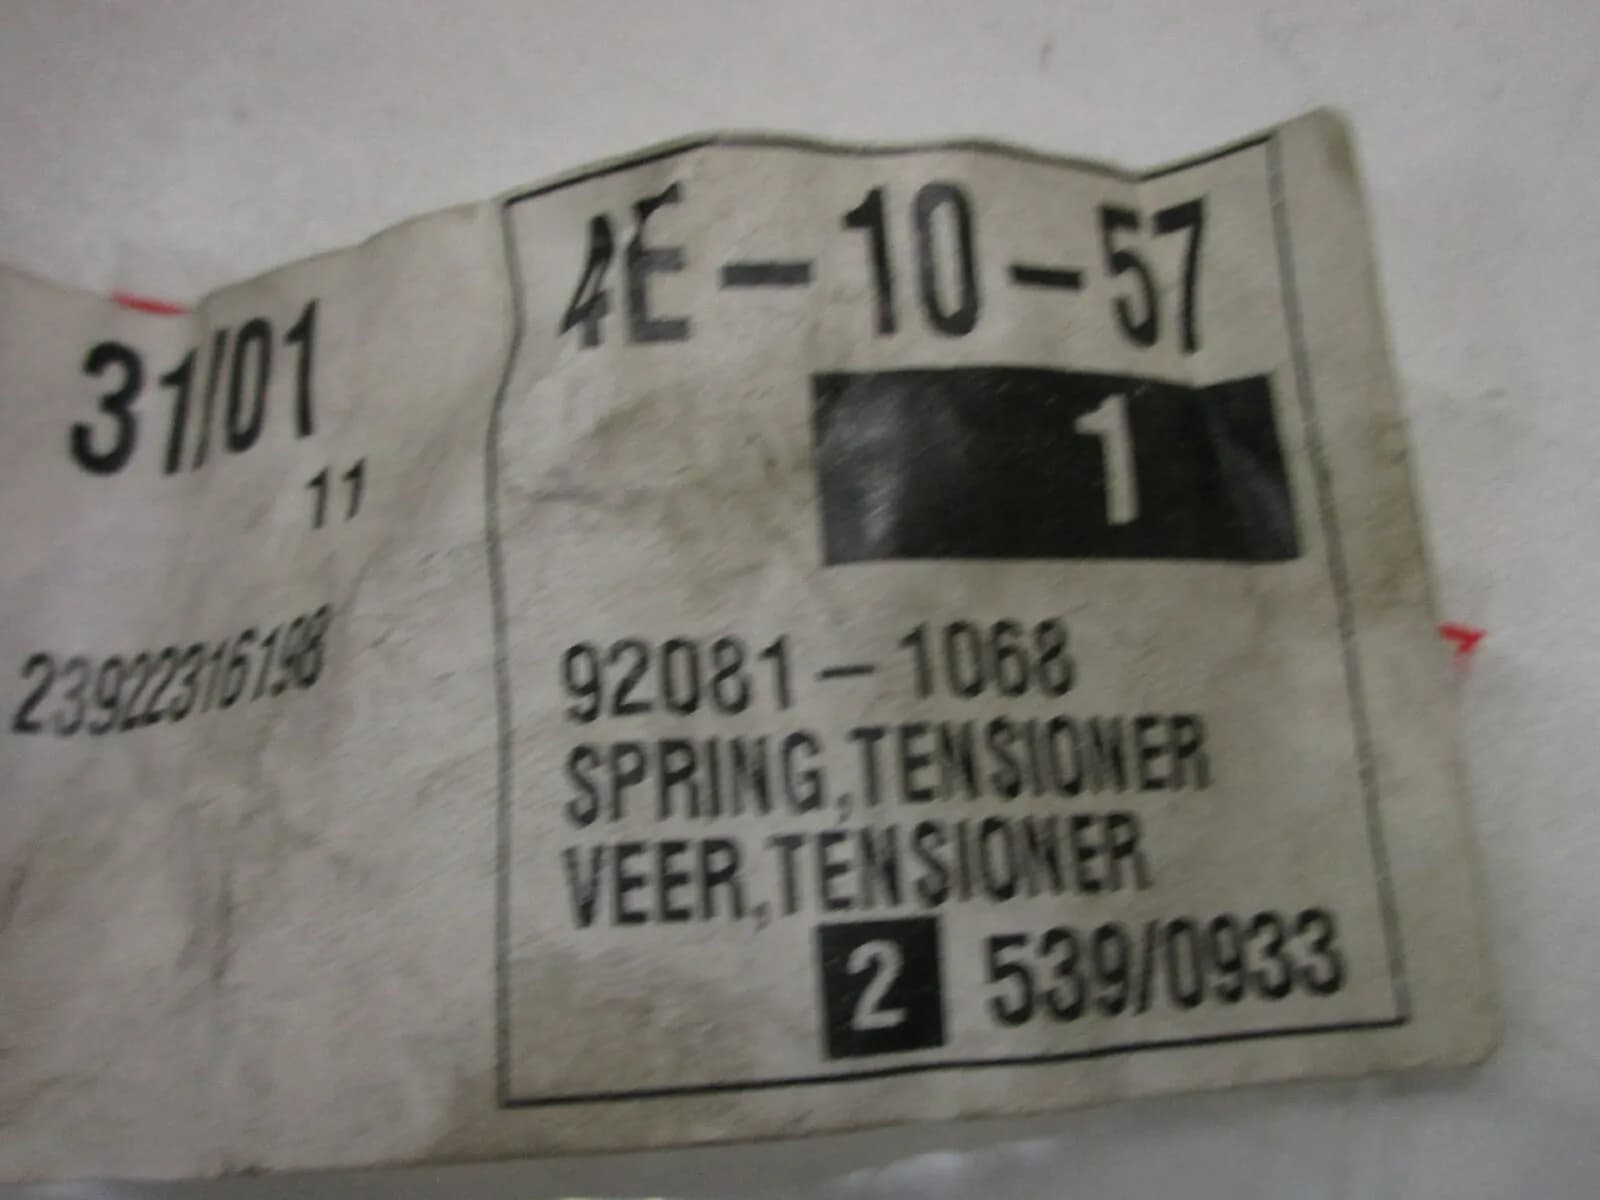 31/01
11
23922316198
4E-10-57
1
92081-1068
SPRING,TENSIONER
VEER,TENSIONER
2 539/0933